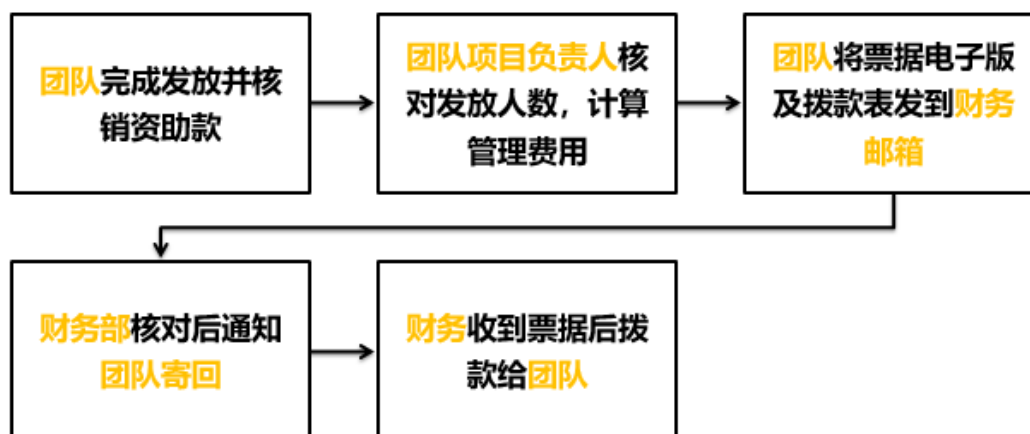 团队完成发放并核
销资助款
团队项目负责人核
对发放人数，计算
管理费用
团队将票据电子版
及拨款表发到财务
邮箱
财务部核对后通知
团队寄回
财务收到票据后拨
款给团队